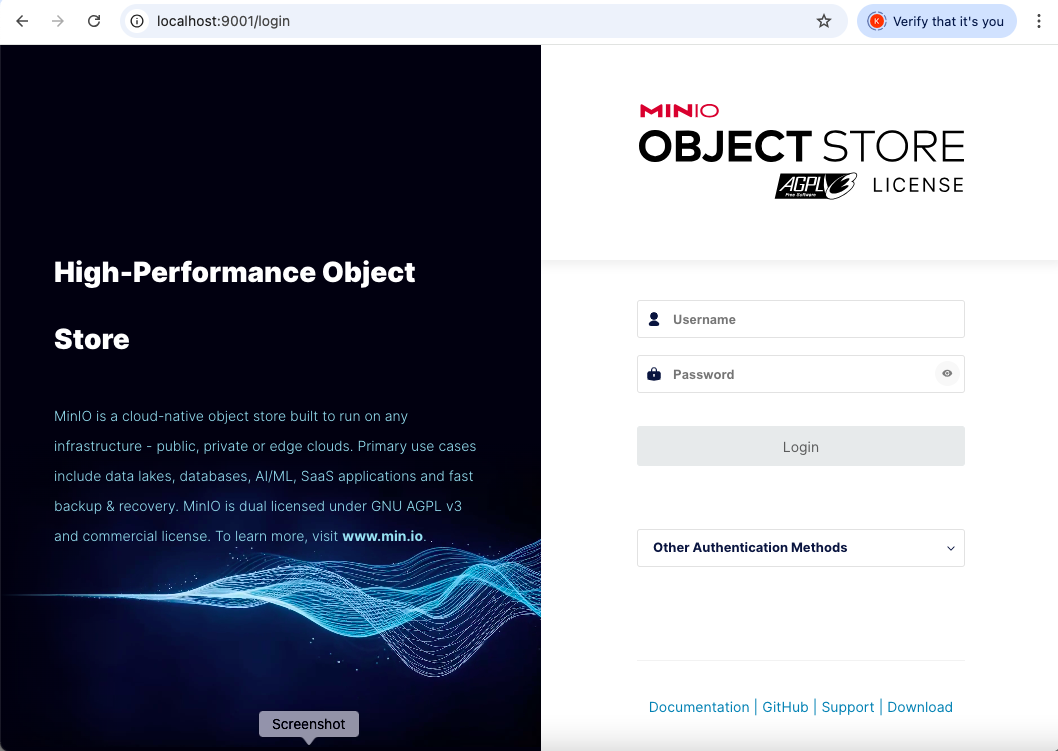 localhost:9001/login
K
Verify that it's you
High-Performance Object
Store
MinIO is a cloud-native object store built to run on any
infrastructure - public, private or edge clouds. Primary use cases
include data lakes, databases, AI/ML, SaaS applications and fast
backup & recovery. MinIO is dual licensed under GNU AGPL v3
and commercial license. To learn more, visit www.min.io.
Screenshot
MINIO
OBJECT STORE
AGPLv3 LICENSE
Free Software
Username
Password
Login
Other Authentication Methods
Documentation | GitHub | Support | Download